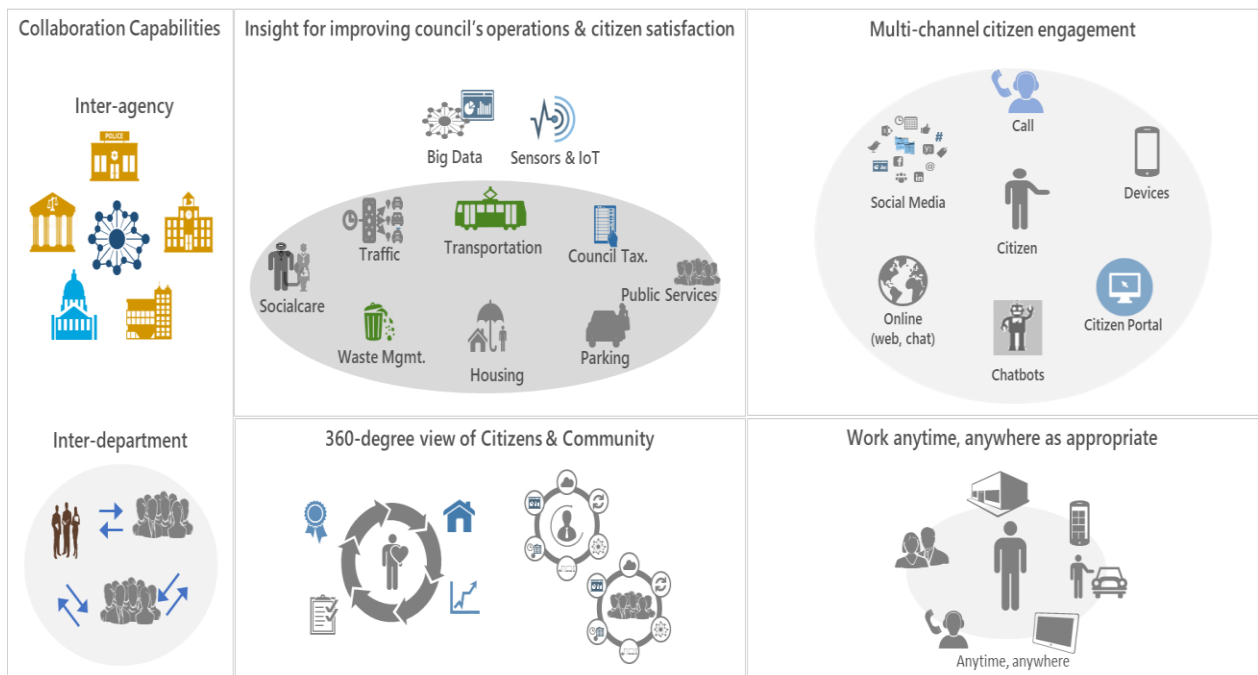 Collaboration Capabilities
Inter-agency
POLICE
Inter-department
Insight for improving council's operations & citizen satisfaction
Big Data
Sensors & IoT
Traffic
Transportation
Council Tax.
Socialcare
Public Services
Waste Mgmt.
Housing
Parking
Multi-channel citizen engagement
Call
#
@
Social Media
Devices
Citizen
Online
(web, chat)
Citizen Portal
Chatbots
360-degree view of Citizens & Community
Work anytime, anywhere as appropriate
Anytime, anywhere